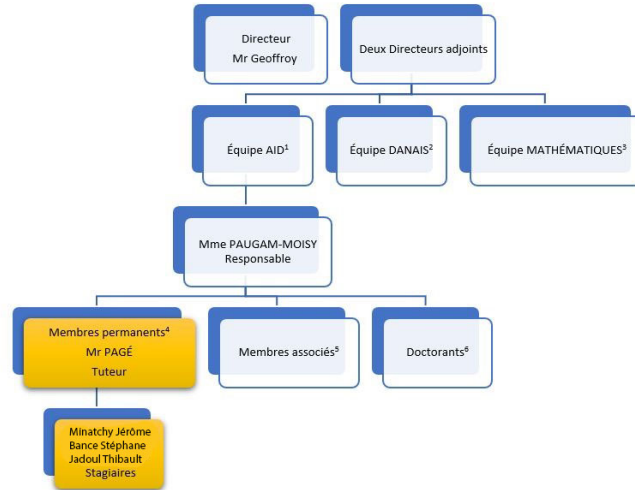 Directeur
Mr Geoffroy
Deux Directeurs adjoints
Équipe AID¹
Équipe DANAIS²
Équipe MATHÉMATIQUES³
Mme PAUGAM-MOISY
Responsable
Membres permanents⁴
Mr PAGÉ
Tuteur
Membres associés⁵
Doctorants⁶
Minatchy Jérôme
Bance Stéphane
Jadoul Thibault
Stagiaires